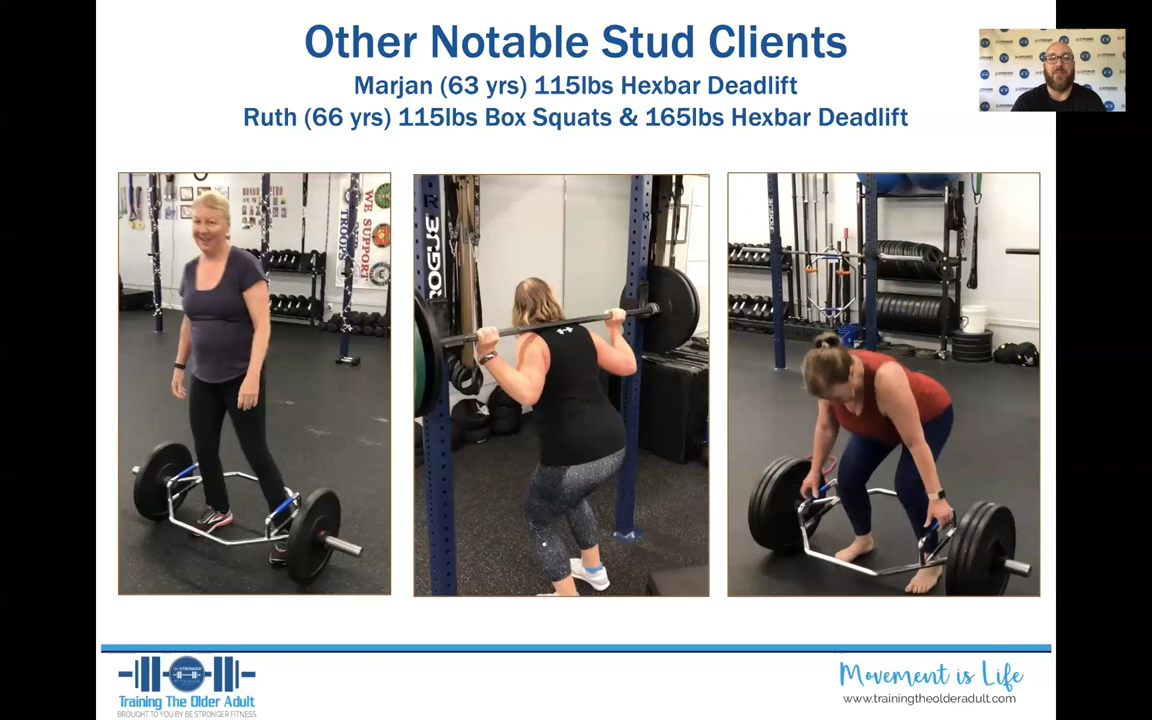 Other Notable Stud Clients
Marjan (63 yrs) 115lbs Hexbar Deadlift
Ruth (66 yrs) 115lbs Box Squats & 165lbs Hexbar Deadlift
WE SUPPORT
TROOPS
ROGUE
ROGUE
Training The Older Adult
BROUGHT TO YOU BY BE STRONGER FITNESS
Movement is Life
www.trainingtheolderadult.com